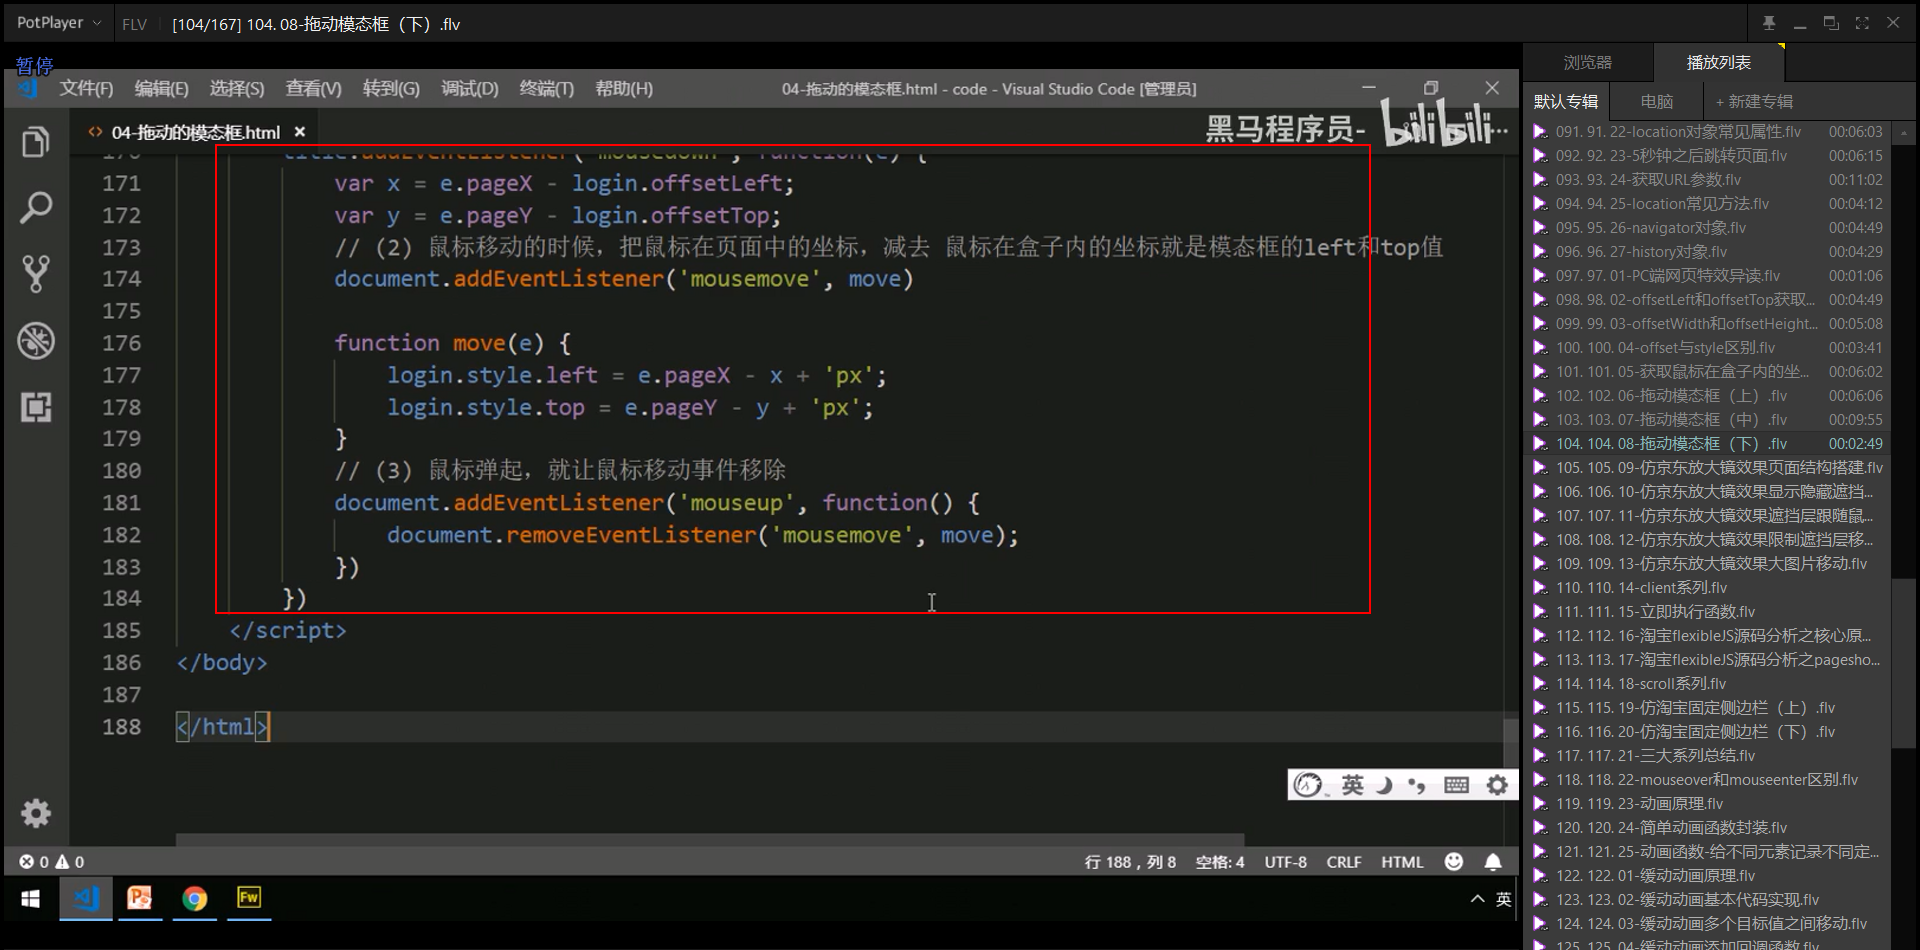 PotPlayer
FLV
[104/167] 104. 08-拖动模态框（下）.flv
暂停
文件(F) 编辑(E) 选择(S) 查看(V) 转到(G) 调试(D) 终端(T) 帮助(H)
04-拖动的模态框.html - code - Visual Studio Code [管理员]
04-拖动的模态框.html
黑马程序员- bilibili
170 title.addEventListener('mousedown', function(e) {
171 var x = e.pageX - login.offsetLeft;
172 var y = e.pageY - login.offsetTop;
173 // (2) 鼠标移动的时候，把鼠标在页面中的坐标，减去 鼠标在盒子内的坐标就是模态框的left和top值
174 document.addEventListener('mousemove', move)
175
176 function move(e) {
177 login.style.left = e.pageX - x + 'px';
178 login.style.top = e.pageY - y + 'px';
179 }
180 // (3) 鼠标弹起，就让鼠标移动事件移除
181 document.addEventListener('mouseup', function() {
182 document.removeEventListener('mousemove', move);
183 })
184 })
185 </script>
186 </body>
187
188 </html>
英
0 0
行 188，列 8 空格: 4 UTF-8 CRLF HTML
Fw
英
浏览器 播放列表
默认专辑 电脑 + 新建专辑
091. 91. 22-location对象常见属性.flv 00:06:03
092. 92. 23-5秒钟之后跳转页面.flv 00:06:15
093. 93. 24-获取URL参数.flv 00:11:02
094. 94. 25-location常见方法.flv 00:04:12
095. 95. 26-navigator对象.flv 00:04:49
096. 96. 27-history对象.flv 00:04:29
097. 97. 01-PC端网页特效导读.flv 00:01:06
098. 98. 02-offsetLeft和offsetTop获取... 00:04:49
099. 99. 03-offsetWidth和offsetHeight... 00:05:08
100. 100. 04-offset与style区别.flv 00:03:41
101. 101. 05-获取鼠标在盒子内的坐... 00:06:02
102. 102. 06-拖动模态框（上）.flv 00:06:06
103. 103. 07-拖动模态框（中）.flv 00:09:55
104. 104. 08-拖动模态框（下）.flv 00:02:49
105. 105. 09-仿京东放大镜效果页面结构搭建.flv
106. 106. 10-仿京东放大镜效果显示隐藏遮挡...
107. 107. 11-仿京东放大镜效果遮挡层跟随鼠...
108. 108. 12-仿京东放大镜效果限制遮挡层移...
109. 109. 13-仿京东放大镜效果大图片移动.flv
110. 110. 14-client系列.flv
111. 111. 15-立即执行函数.flv
112. 112. 16-淘宝flexibleJS源码分析之核心原...
113. 113. 17-淘宝flexibleJS源码分析之pagesho...
114. 114. 18-scroll系列.flv
115. 115. 19-仿淘宝固定侧边栏（上）.flv
116. 116. 20-仿淘宝固定侧边栏（下）.flv
117. 117. 21-三大系列总结.flv
118. 118. 22-mouseover和mouseenter区别.flv
119. 119. 23-动画原理.flv
120. 120. 24-简单动画函数封装.flv
121. 121. 25-动画函数-给不同元素记录不同定...
122. 122. 01-缓动动画原理.flv
123. 123. 02-缓动动画基本代码实现.flv
124. 124. 03-缓动动画多个目标值之间移动.flv
125. 125. 04-缓动动画添加回调函数.flv